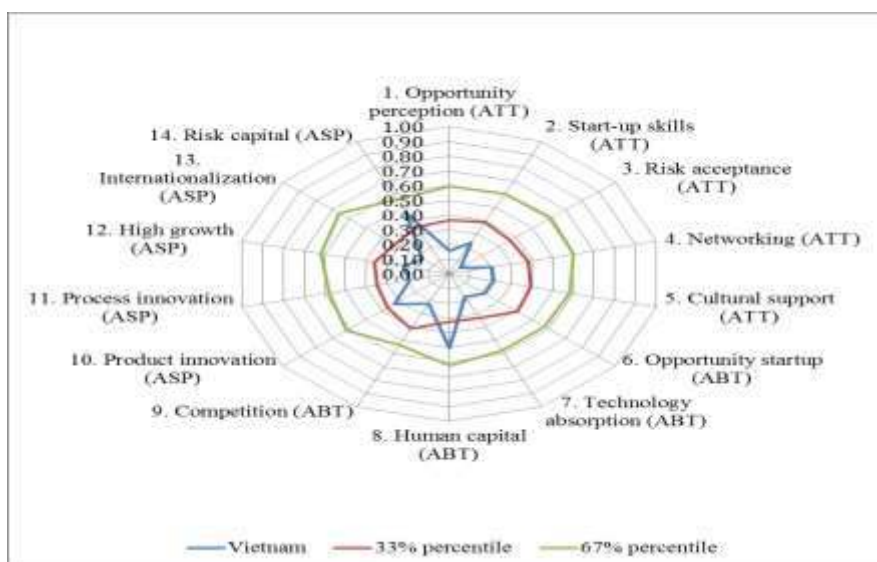 1. Opportunity
perception (ATT)
1.00
0.90
0.80
0.70
0.60
0.50
0.40
0.30
0.20
0.10
0.00
2. Start-up skills
(ATT)
3. Risk acceptance
(ATT)
4. Networking (ATT)
5. Cultural support
(ATT)
6. Opportunity startup
(ABT)
7. Technology
absorption (ABT)
8. Human capital
(ABT)
9. Competition (ABT)
10. Product innovation
(ASP)
11. Process innovation
(ASP)
12. High growth
(ASP)
13.
Internationalization
(ASP)
14. Risk capital (ASP)
Vietnam
33% percentile
67% percentile